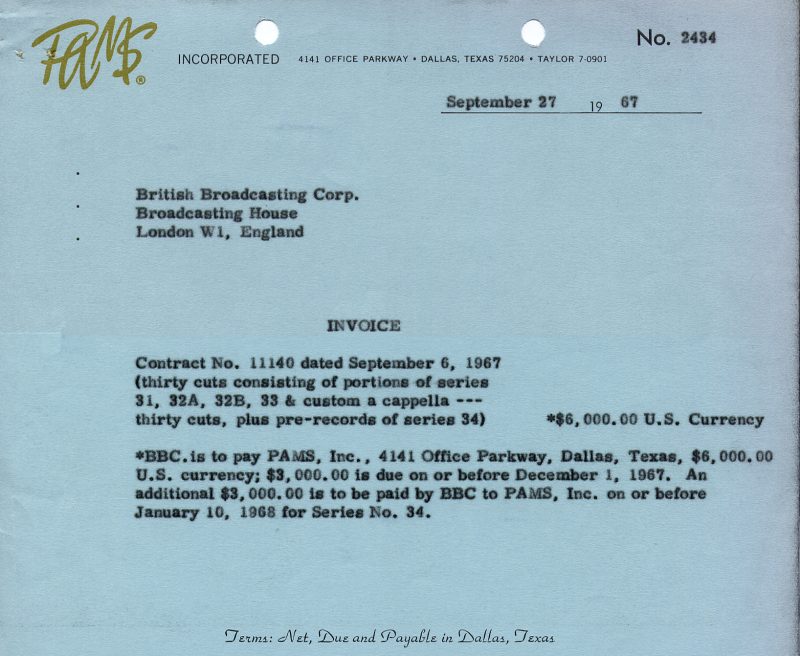 PAMS®
INCORPORATED 4141 OFFICE PARKWAY • DALLAS, TEXAS 75204 • TAYLOR 7-0901
No. 2434
September 27 19 67
British Broadcasting Corp.
Broadcasting House
London W1, England
INVOICE
Contract No. 11140 dated September 6, 1967
(thirty cuts consisting of portions of series
31, 32A, 32B, 33 & custom a cappella ---
thirty cuts, plus pre-records of series 34) *$6,000.00 U.S. Currency
*BBC.is to pay PAMS, Inc., 4141 Office Parkway, Dallas, Texas, $6,000.00
U.S. currency; $3,000.00 is due on or before December 1, 1967. An
additional $3,000.00 is to be paid by BBC to PAMS, Inc. on or before
January 10, 1968 for Series No. 34.
Terms: Net, Due and Payable in Dallas, Texas